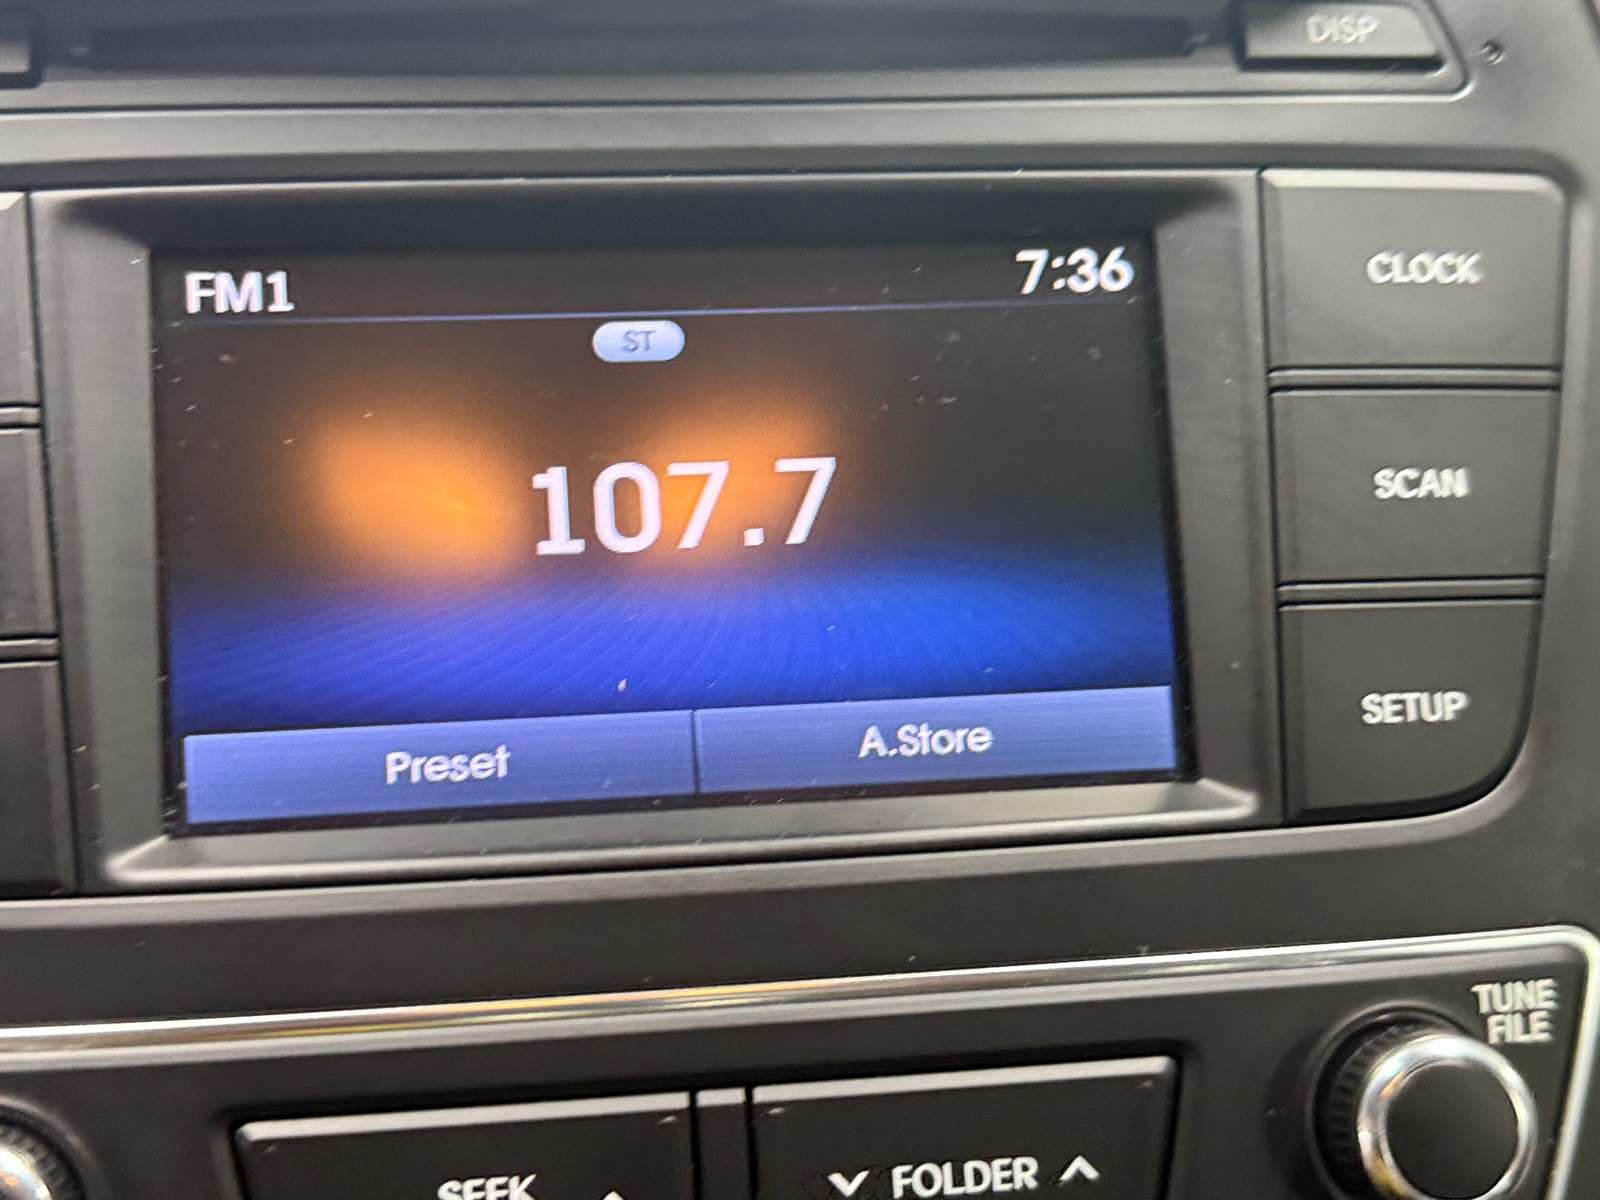 DISP
FM1
7:36
ST
107.7
Preset
A.Store
CLOCK
SCAN
SETUP
TUNE
FILE
SEEK
FOLDER